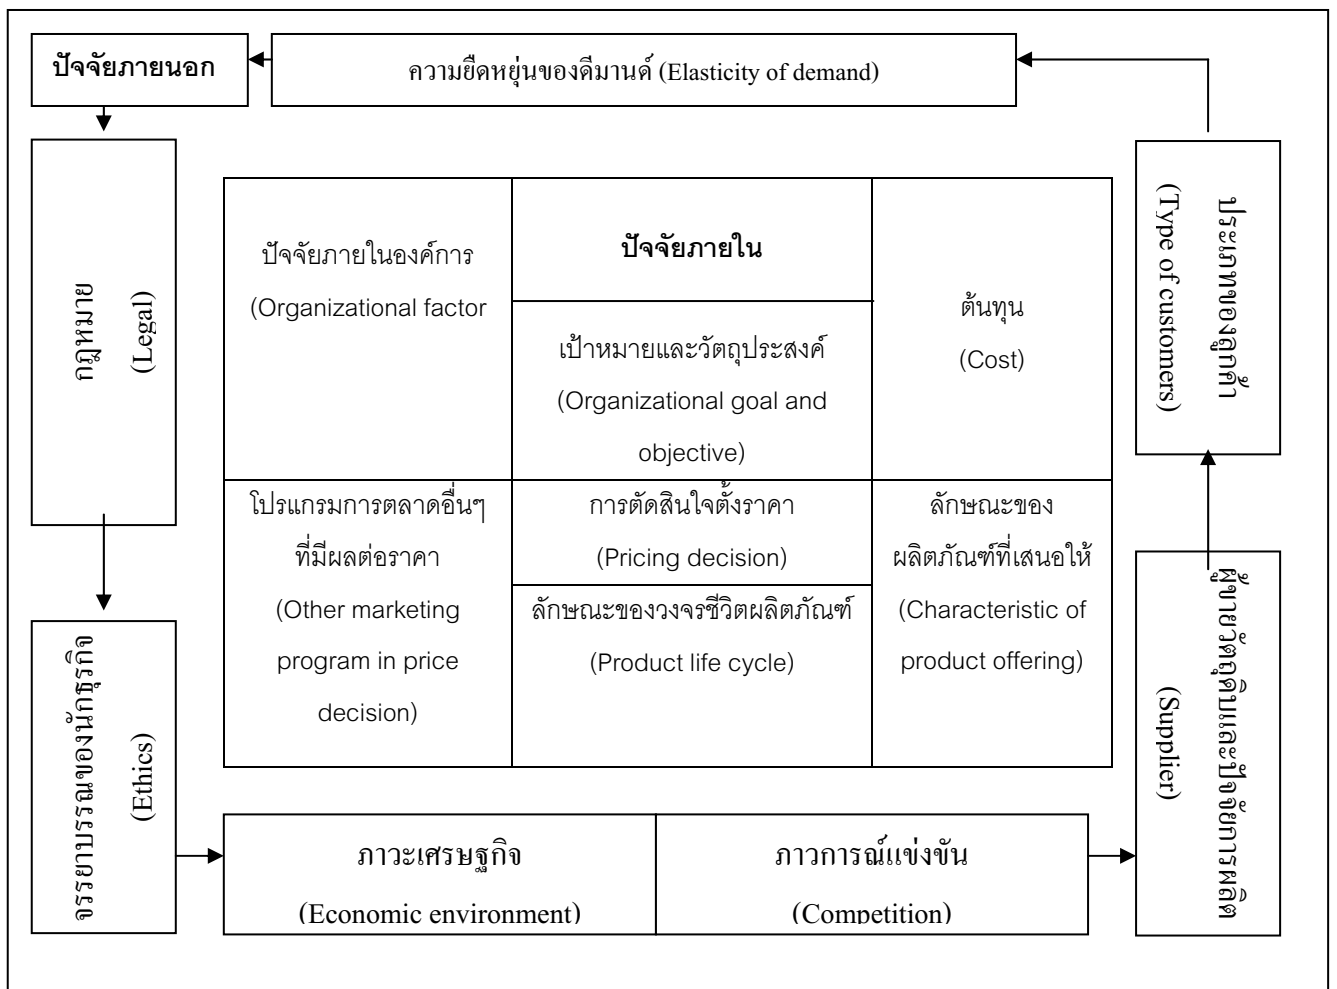 ปัจจัยภายนอก
ความยืดหยุ่นของดีมานด์ (Elasticity of demand)
กฎหมาย
(Legal)
จรรยาบรรณของนักธุรกิจ
(Ethics)
ปัจจัยภายในองค์การ
(Organizational factor
ปัจจัยภายใน
เป้าหมายและวัตถุประสงค์
(Organizational goal and
objective)
ต้นทุน
(Cost)
โปรแกรมการตลาดอื่นๆ
ที่มีผลต่อราคา
(Other marketing
program in price
decision)
การตัดสินใจตั้งราคา
(Pricing decision)
ลักษณะของวงจรชีวิตผลิตภัณฑ์
(Product life cycle)
ลักษณะของ
ผลิตภัณฑ์ที่เสนอให้
(Characteristic of
product offering)
ภาวะเศรษฐกิจ
(Economic environment)
ภาวการณ์แข่งขัน
(Competition)
ประเภทของลูกค้า
(Type of customers)
ผู้ขายวัตถุดิบและปัจจัยการผลิต
(Supplier)